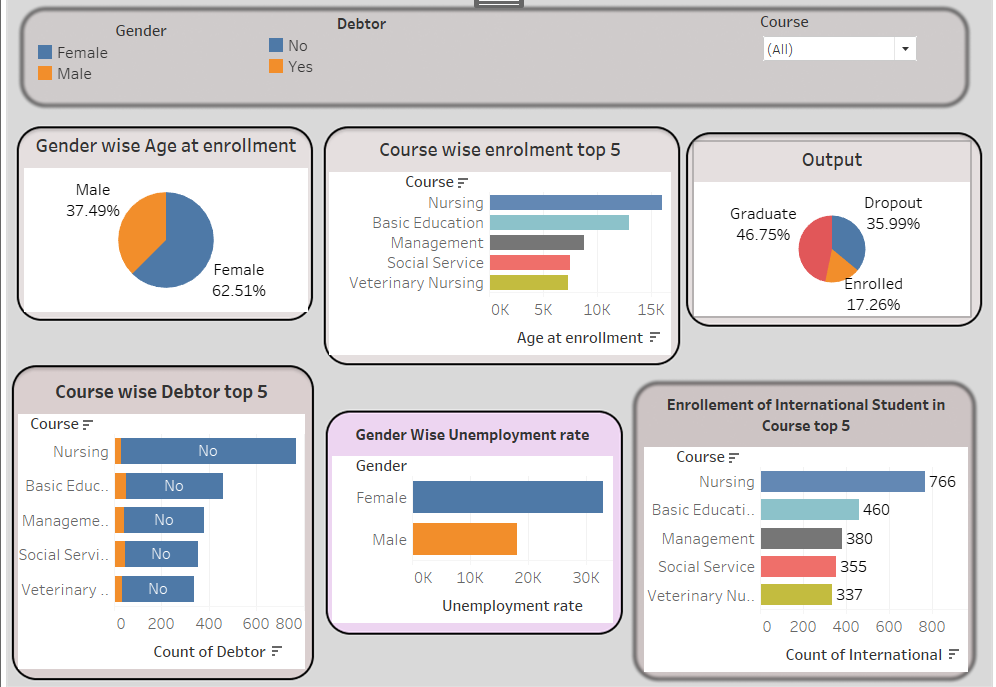 Gender
Female
Male
Debtor
No
Yes
Course
(All)
Gender wise Age at enrollment
Male
37.49%
Female
62.51%
Course wise enrolment top 5
Course
Nursing
Basic Education
Management
Social Service
Veterinary Nursing
0K 5K 10K 15K
Age at enrollment
Output
Graduate
46.75%
Dropout
35.99%
Enrolled
17.26%
Course wise Debtor top 5
Course
Nursing No
Basic Educ.. No
Manageme.. No
Social Servi.. No
Veterinary .. No
0 200 400 600 800
Count of Debtor
Gender Wise Unemployment rate
Gender
Female
Male
0K 10K 20K 30K
Unemployment rate
Enrollement of International Student in
Course top 5
Course
Nursing 766
Basic Educati.. 460
Management 380
Social Service 355
Veterinary Nu.. 337
0 200 400 600 800
Count of International